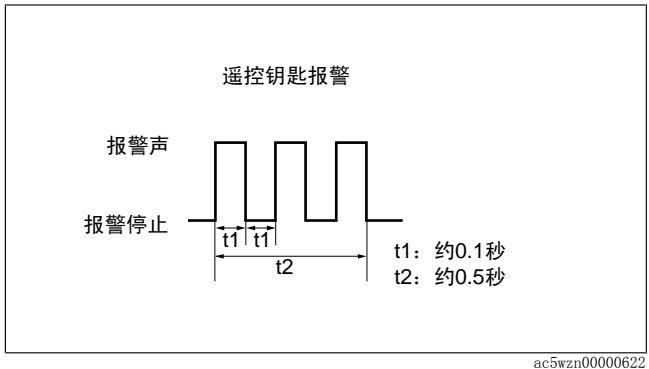 遥控钥匙报警
报警声
报警停止
t1 t1
t2
t1：约0.1秒
t2：约0.5秒
ac5wzn00000622